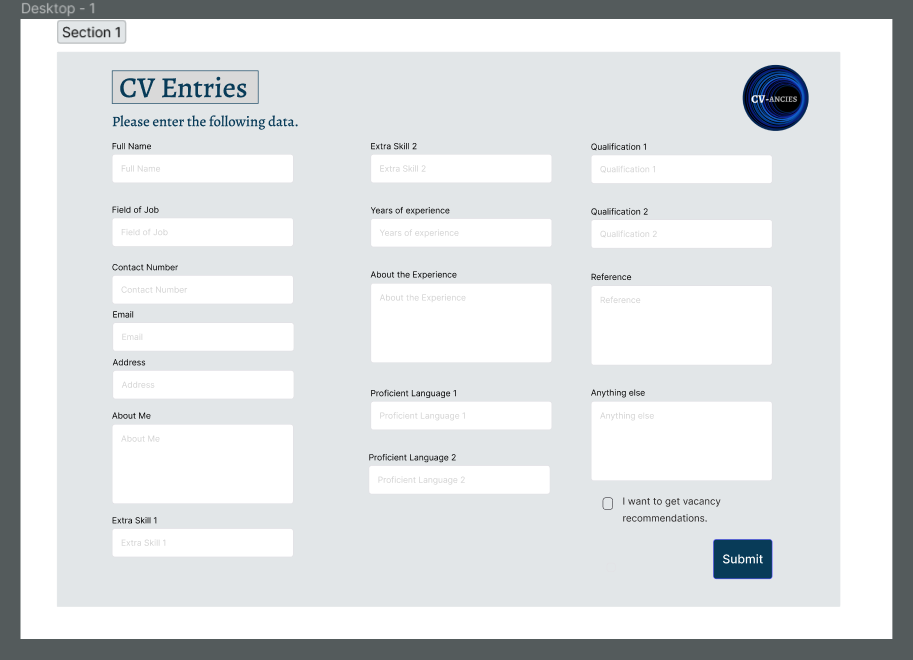 Desktop - 1
Section 1
CV Entries
CV-ANCIES
Please enter the following data.
Full Name
Full Name
Field of Job
Field of Job
Contact Number
Contact Number
Email
Email
Address
Address
About Me
About Me
Extra Skill 1
Extra Skill 1
Extra Skill 2
Extra Skill 2
Years of experience
Years of experience
About the Experience
About the Experience
Proficient Language 1
Proficient Language 1
Proficient Language 2
Proficient Language 2
Qualification 1
Qualification 1
Qualification 2
Qualification 2
Reference
Reference
Anything else
Anything else
I want to get vacancy
recommendations.
Submit